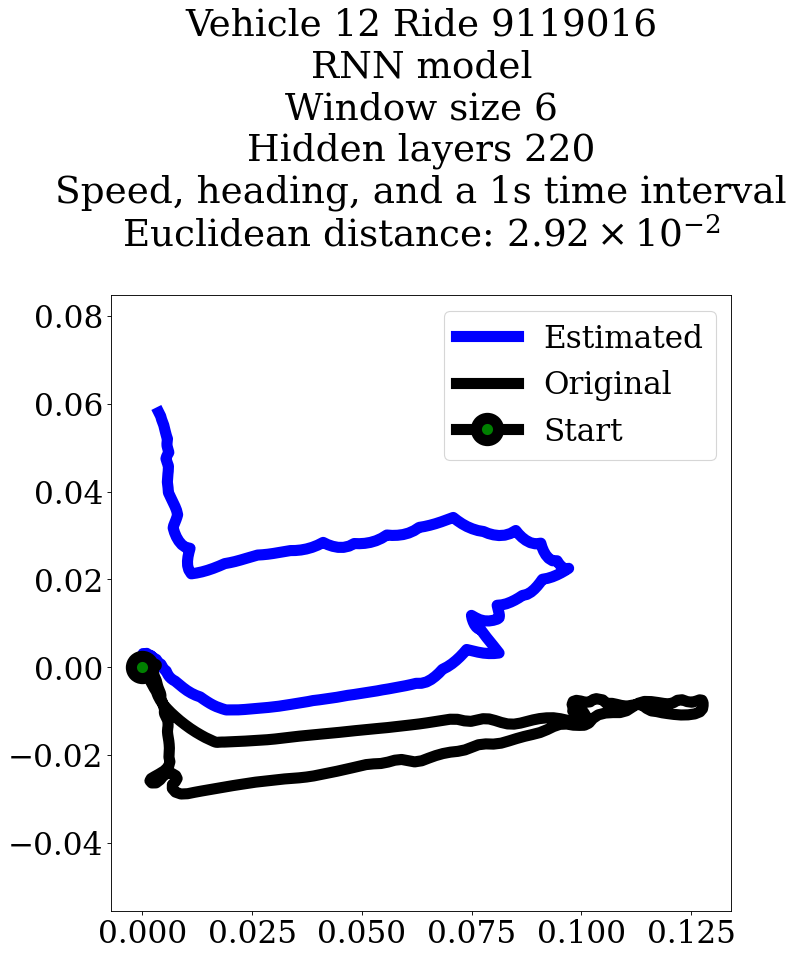 Vehicle 12 Ride 9119016
RNN model
Window size 6
Hidden layers 220
Speed, heading, and a 1s time interval
Euclidean distance: 2.92 × 10⁻²
Estimated
Original
Start
0.08
0.06
0.04
0.02
0.00
−0.02
−0.04
0.000 0.025 0.050 0.075 0.100 0.125